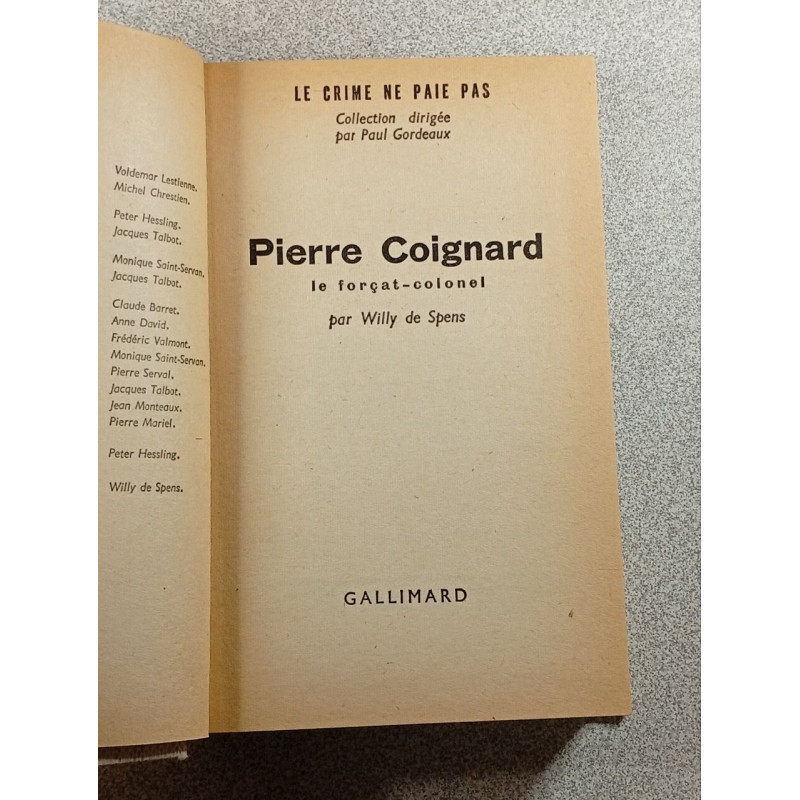 Voldemar Lestienne.
Michel Chrestien.
Peter Hessling.
Jacques Talbot.
Monique Saint-Servan.
Jacques Talbot.
Claude Barret.
Anne David.
Frédéric Valmont.
Monique Saint-Servan.
Pierre Serval.
Jacques Talbot.
Jean Monteaux.
Pierre Mariel.
Peter Hessling.
Willy de Spens.
LE CRIME NE PAIE PAS
Collection dirigée
par Paul Gordeaux
Pierre Coignard
le forçat-colonel
par Willy de Spens
GALLIMARD